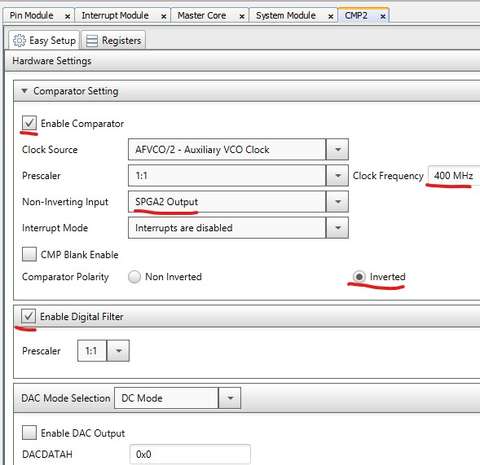 Pin Module x Interrupt Module x Master Core x System Module x CMP2 x
Easy Setup Registers
Hardware Settings
Comparator Setting
Enable Comparator
Clock Source AFVCO/2 - Auxiliary VCO Clock
Prescaler 1:1 Clock Frequency 400 MHz
Non-Inverting Input SPGA2 Output
Interrupt Mode Interrupts are disabled
CMP Blank Enable
Comparator Polarity Non Inverted Inverted
Enable Digital Filter
Prescaler 1:1
DAC Mode Selection DC Mode
Enable DAC Output
DACDATAH 0x0